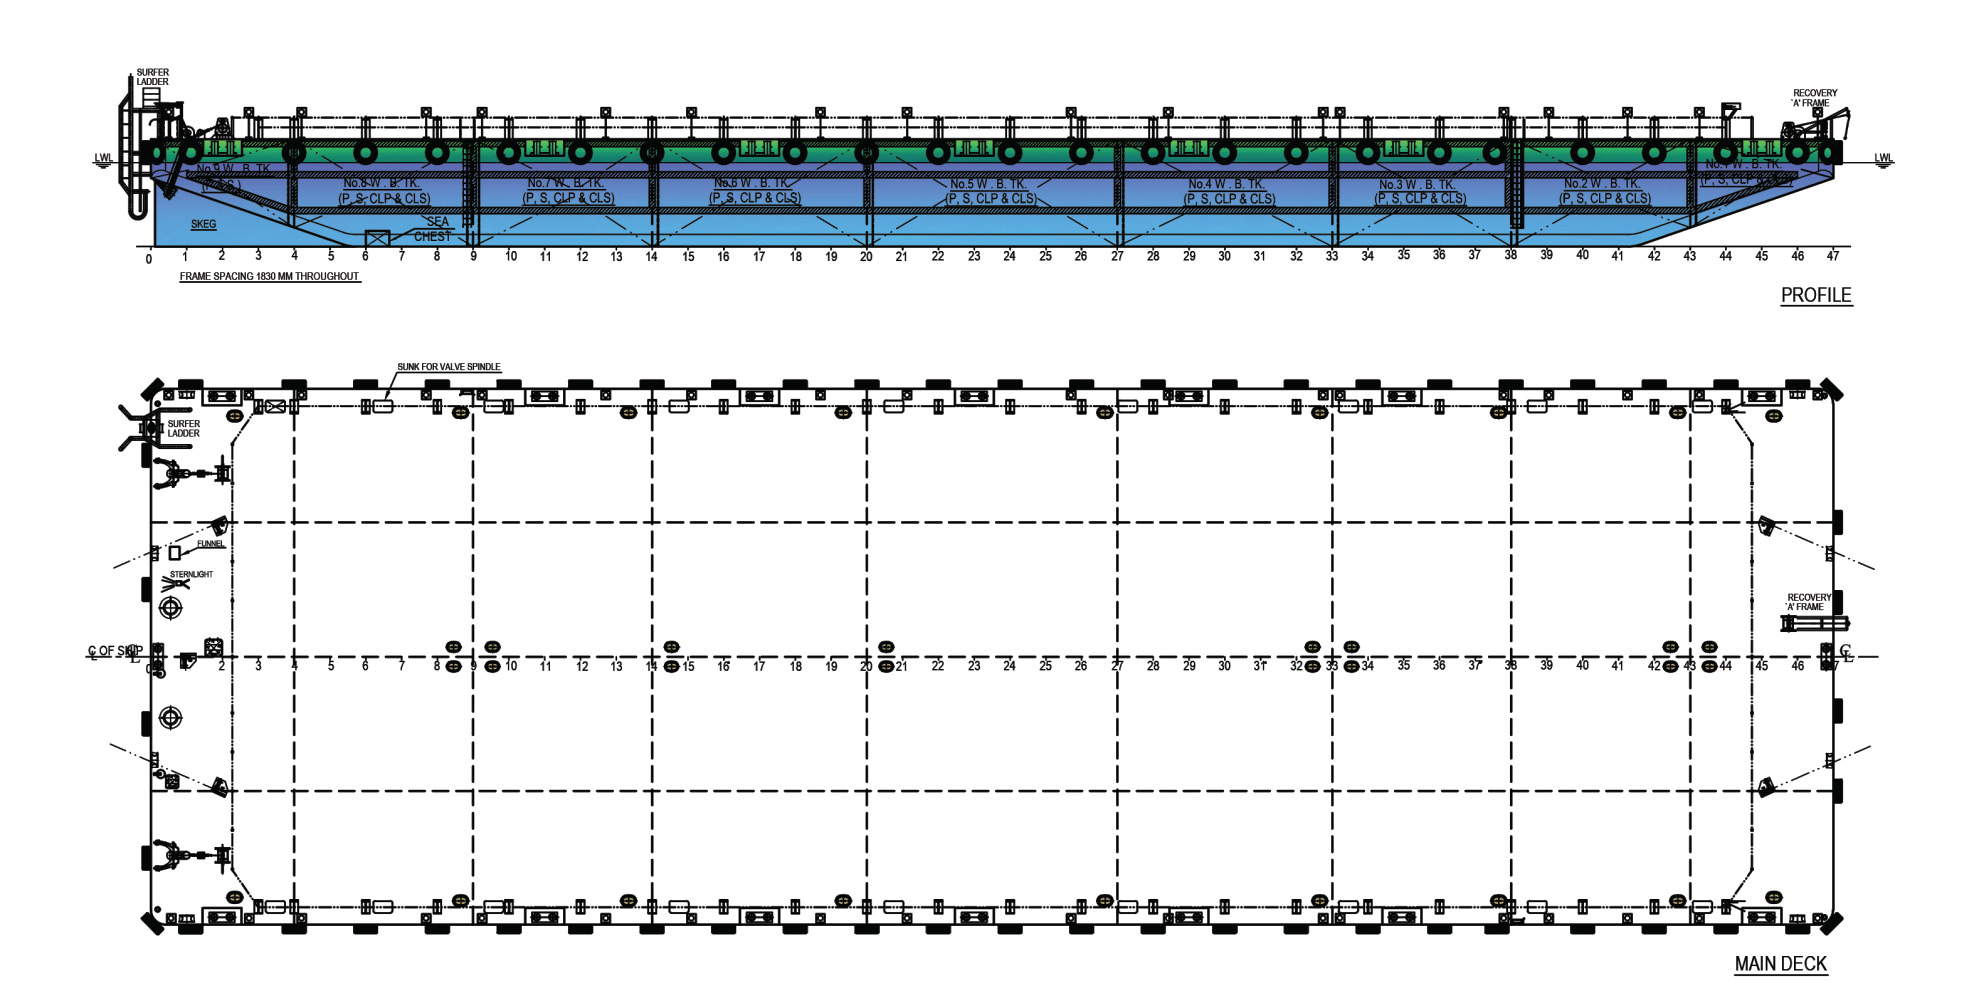 SURFER
LADDER
RECOVERY
`A' FRAME
LWL
LWL
No.9 W . B. TK.
(P, S)
No.8 W . B. TK.
(P, S, CLP & CLS)
No.7 W . B. TK.
(P, S, CLP & CLS)
No.6 W . B. TK.
(P, S, CLP & CLS)
No.5 W . B. TK.
(P, S, CLP & CLS)
No.4 W . B. TK.
(P, S, CLP & CLS)
No.3 W . B. TK.
(P, S, CLP & CLS)
No.2 W . B. TK.
(P, S, CLP & CLS)
No.1 W . B. TK.
(P, S, CLP & CLS)
SKEG
SEA
CHEST
0 1 2 3 4 5 6 7 8 9 10 11 12 13 14 15 16 17 18 19 20 21 22 23 24 25 26 27 28 29 30 31 32 33 34 35 36 37 38 39 40 41 42 43 44 45 46 47
FRAME SPACING 1830 MM THROUGHOUT
PROFILE
SUNK FOR VALVE SPINDLE
SURFER
LADDER
FUNNEL
STERNLIGHT
RECOVERY
`A' FRAME
C OF SHIP
L
CL
CL
0 1 2 3 4 5 6 7 8 9 10 11 12 13 14 15 16 17 18 19 20 21 22 23 24 25 26 27 28 29 30 31 32 33 34 35 36 37 38 39 40 41 42 43 44 45 46 47
MAIN DECK